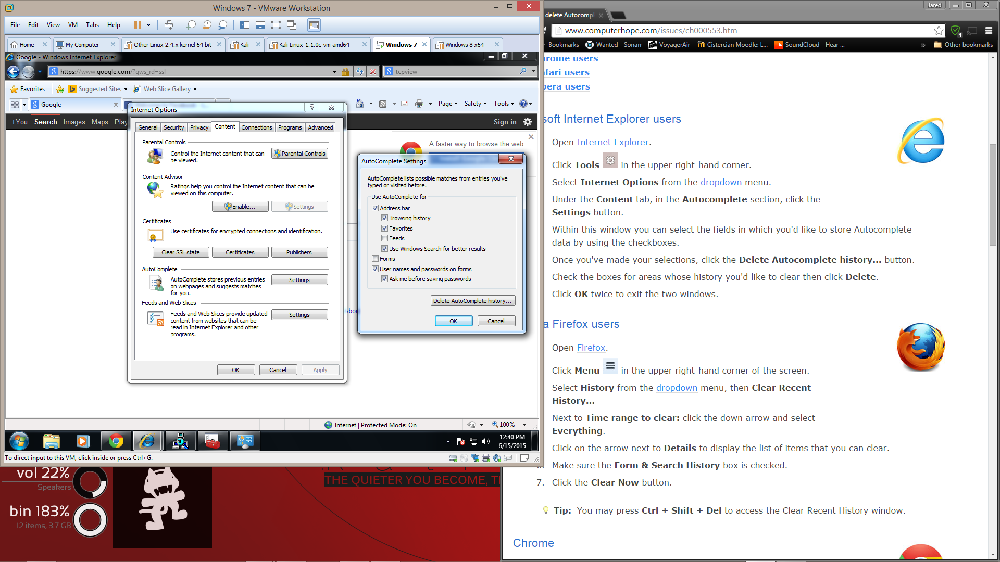 Windows 7 - VMware Workstation
File Edit View VM Tabs Help
Home
My Computer
Other Linux 2.4.x kernel 64-bit
Kali
Kali-Linux-1.1.0c-vm-amd64
Windows 7
Windows 8 x64
Google - Windows Internet Explorer
https://www.google.com/?gws_rd=ssl
tcpview
Favorites
Suggested Sites
Web Slice Gallery
Google
Page
Safety
Tools
+You Search Images Maps Play
Sign in
A faster way to browse the web
Internet Options
General Security Privacy Content Connections Programs Advanced
Parental Controls
Control the Internet content that can
be viewed.
Parental Controls
Content Advisor
Ratings help you control the Internet content that can be
viewed on this computer.
Enable...
Settings
Certificates
Use certificates for encrypted connections and identification.
Clear SSL state
Certificates
Publishers
AutoComplete
AutoComplete stores previous entries
on webpages and suggests matches
for you.
Settings
Feeds and Web Slices
Feeds and Web Slices provide updated
content from websites that can be
read in Internet Explorer and other
programs.
Settings
OK
Cancel
Apply
AutoComplete Settings
AutoComplete lists possible matches from entries you've
typed or visited before.
Use AutoComplete for
Address bar
Browsing history
Favorites
Feeds
Use Windows Search for better results
Forms
User names and passwords on forms
Ask me before saving passwords
Delete AutoComplete history...
OK
Cancel
Abou
Internet | Protected Mode: On
100%
12:40 PM
6/15/2015
To direct input to this VM, click inside or press Ctrl+G.
vol 22%
Speakers
bin 183%
12 items, 3.7 GB
THE QUIETER YOU BECOME, T
Jared
delete Autocompl
www.computerhope.com/issues/ch000553.htm
Bookmarks
Wanted - Sonarr
VoyagerAir
Cistercian Moodle: L...
SoundCloud - Hear ...
»
Other bookmarks
rome users
fari users
pera users
soft Internet Explorer users
Open Internet Explorer.
Click Tools in the upper right-hand corner.
Select Internet Options from the dropdown menu.
Under the Content tab, in the Autocomplete section, click the
Settings button.
Within this window you can select the fields in which you'd like to store Autocomplete
data by using the checkboxes.
Once you've made your selections, click the Delete Autocomplete history... button.
Check the boxes for areas whose history you'd like to clear then click Delete.
Click OK twice to exit the two windows.
a Firefox users
Open Firefox.
Click Menu in the upper right-hand corner of the screen.
Select History from the dropdown menu, then Clear Recent
History...
Next to Time range to clear: click the down arrow and select
Everything.
Click on the arrow next to Details to display the list of items that you can clear.
Make sure the Form & Search History box is checked.
7. Click the Clear Now button.
Tip: You may press Ctrl + Shift + Del to access the Clear Recent History window.
Chrome